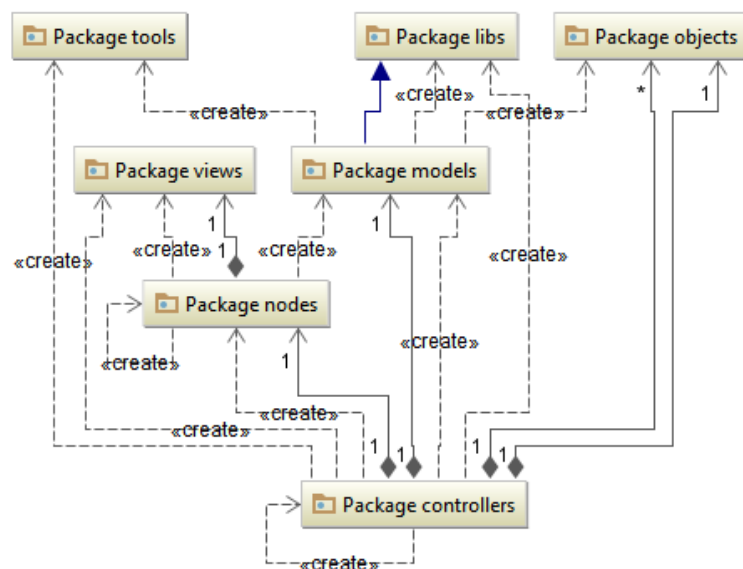 Package tools
Package libs
Package objects
«create»
«create»
«create»
*
1
Package views
Package models
1
1
1
«create»
«create»
«create»
«create»
Package nodes
«create»
1
«create»
«create»
«create»
1
1
1
1
Package controllers
«create»